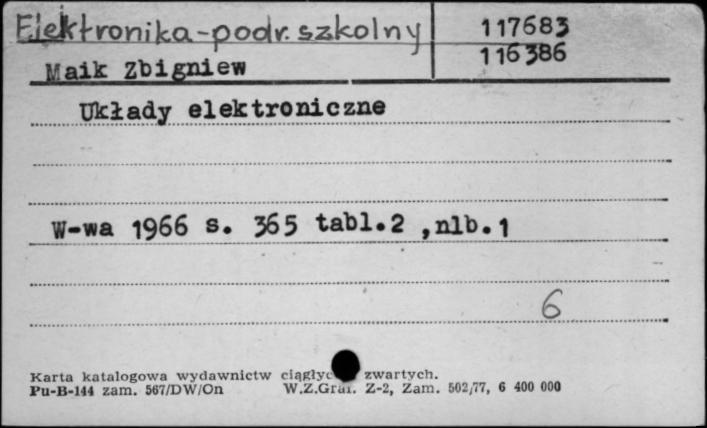 Elektronika-podr. szkolny 117683
116386
Maik Zbigniew
Układy elektroniczne
W-wa 1966 s. 365 tabl.2 ,nlb.1
6
Karta katalogowa wydawnictw zwartych.
Pu-B-144 zam. 567/DW/On W.Z.Graf. Z-2, Zam. 502/77, 6 400 000